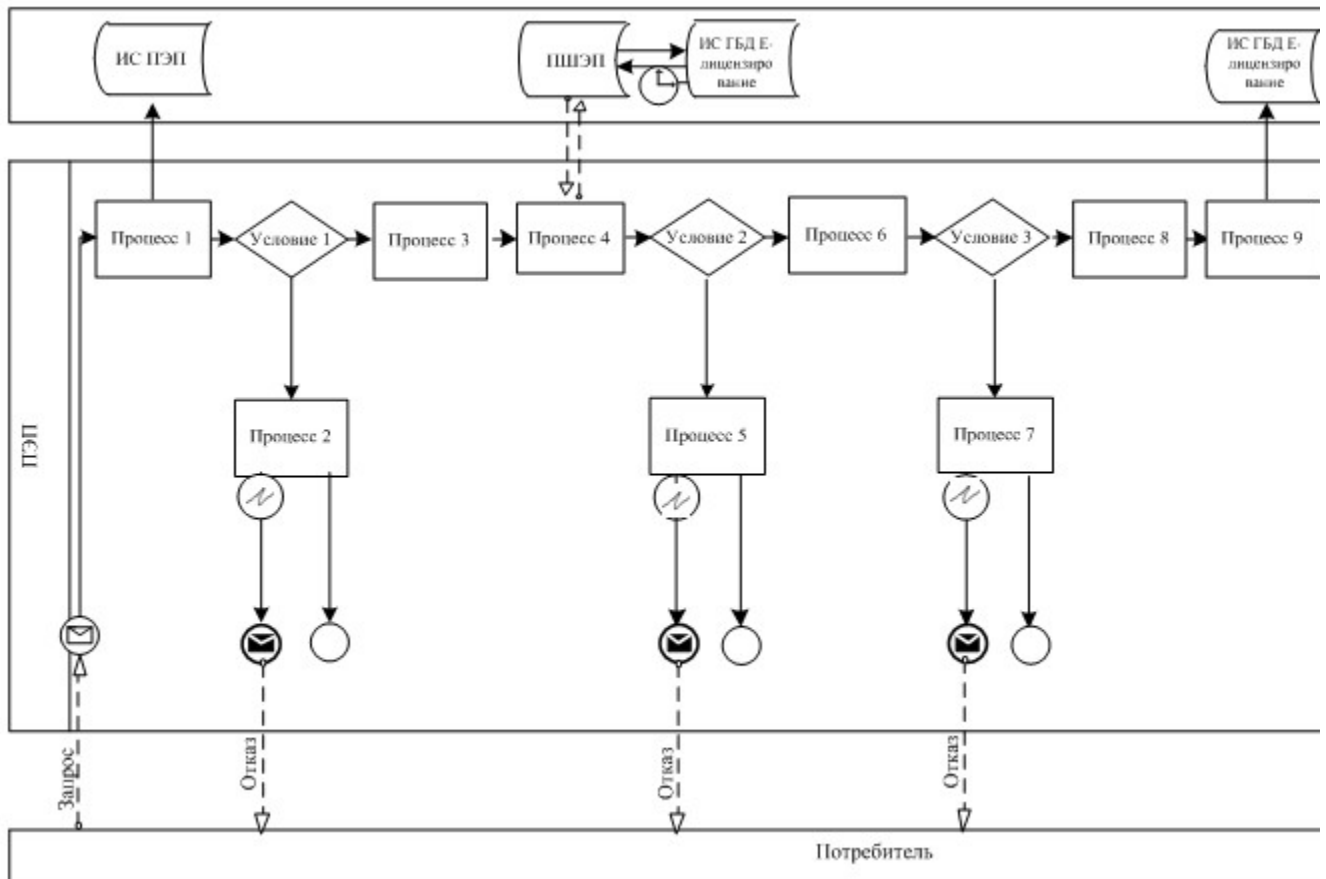 ИС ПЭП
ПШЭП
ИС ГБД Е-
лицензиро
вание
ИС ГБД Е-
лицензиро
вание
ПЭП
Процесс 1
Условие 1
Процесс 3
Процесс 4
Условие 2
Процесс 6
Условие 3
Процесс 8
Процесс 9
Процесс 2
Процесс 5
Процесс 7
Запрос
Отказ
Отказ
Отказ
Потребитель